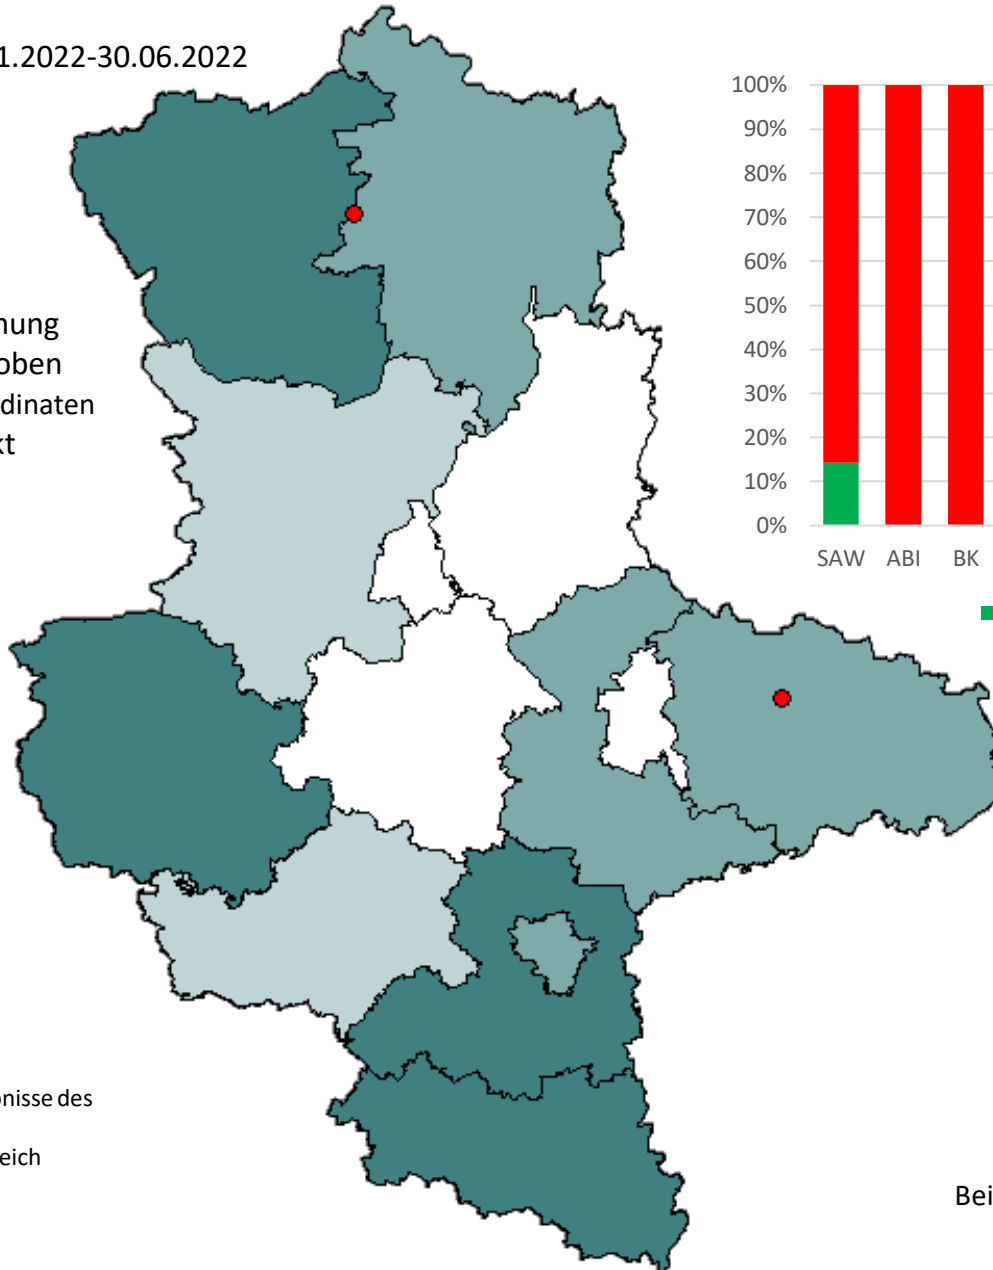 1.2022-30.06.2022
nung
oben
dinaten
kt
100%
90%
80%
70%
60%
50%
40%
30%
20%
10%
0%
SAW ABI BK
nisse des
eich
Bei